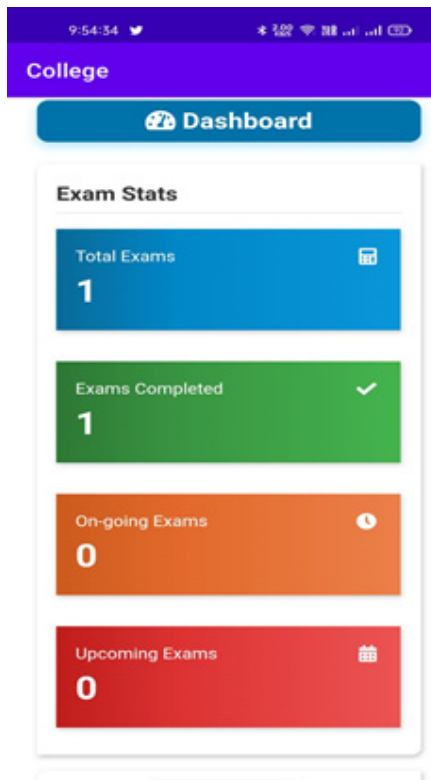 9:54:34
College
Dashboard
Exam Stats
Total Exams
1
Exams Completed
1
On-going Exams
0
Upcoming Exams
0